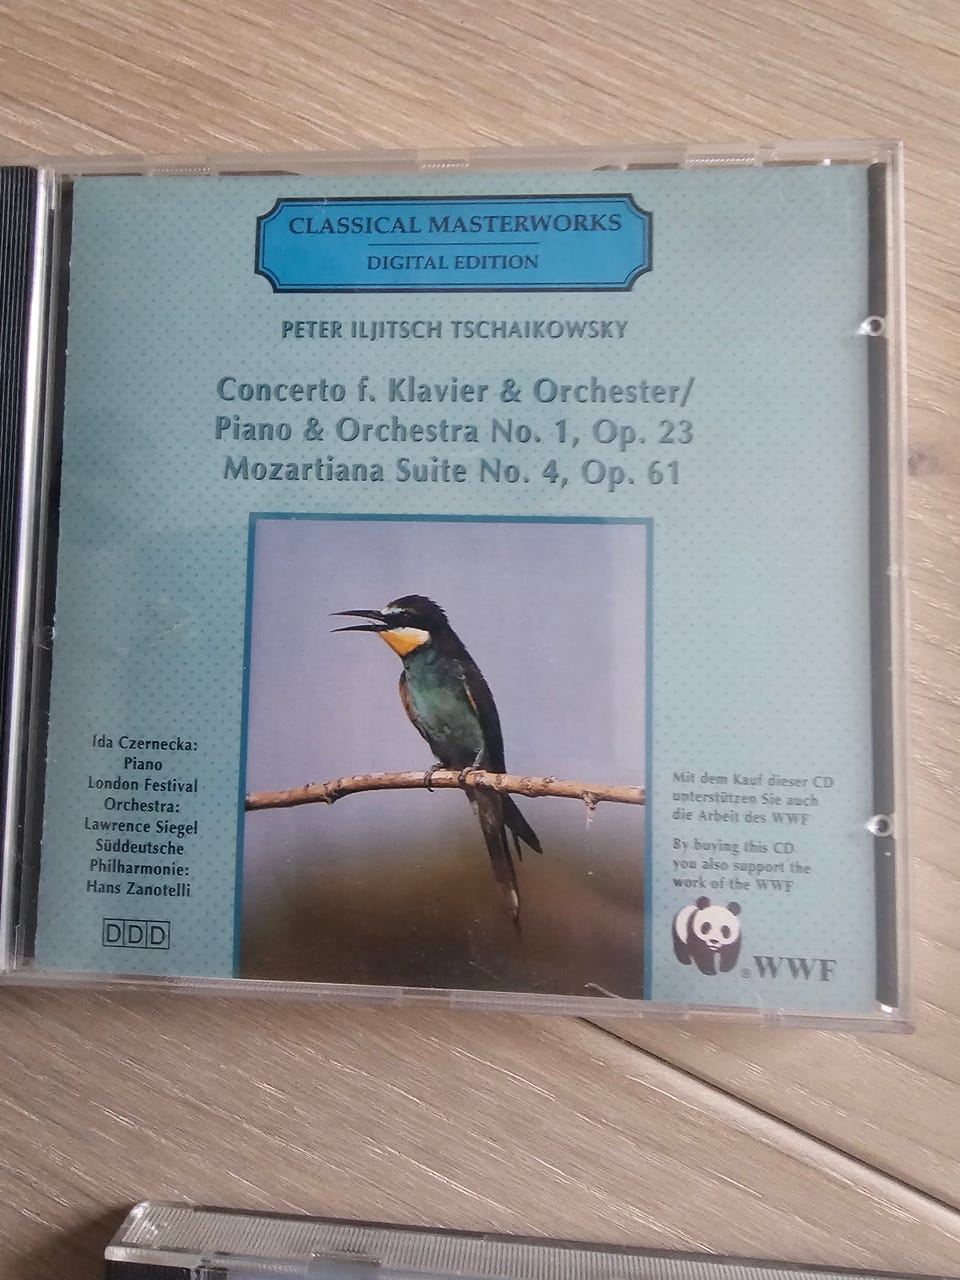 CLASSICAL MASTERWORKS
DIGITAL EDITION
PETER ILJITSCH TSCHAIKOWSKY
Concerto f. Klavier & Orchester/
Piano & Orchestra No. 1, Op. 23
Mozartiana Suite No. 4, Op. 61
Ida Czernecka:
Piano
London Festival
Orchestra:
Lawrence Siegel
Süddeutsche
Philharmonie:
Hans Zanotelli
DDD
Mit dem Kauf dieser CD
unterstützen Sie auch
die Arbeit des WWF
By buying this CD
you also support the
work of the WWF
®WWF